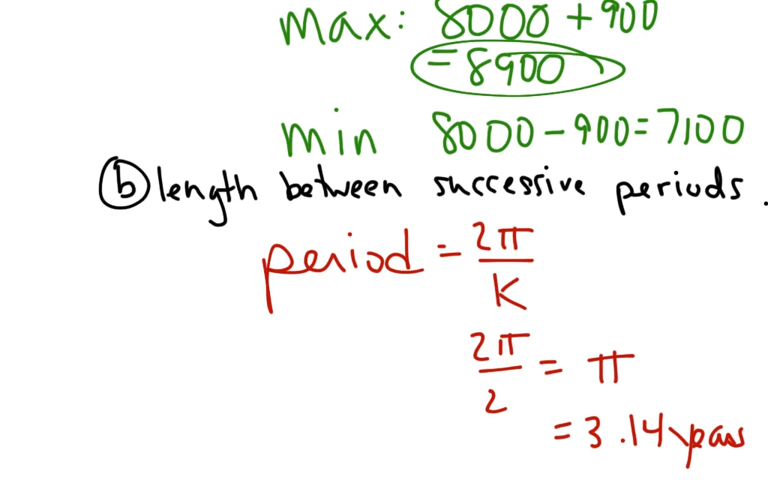 max: 8000 + 900
= 8900
min 8000 - 900 = 7100
(b) length between successive periods.
period = 2π/K
2π/2 = π
= 3.14 years